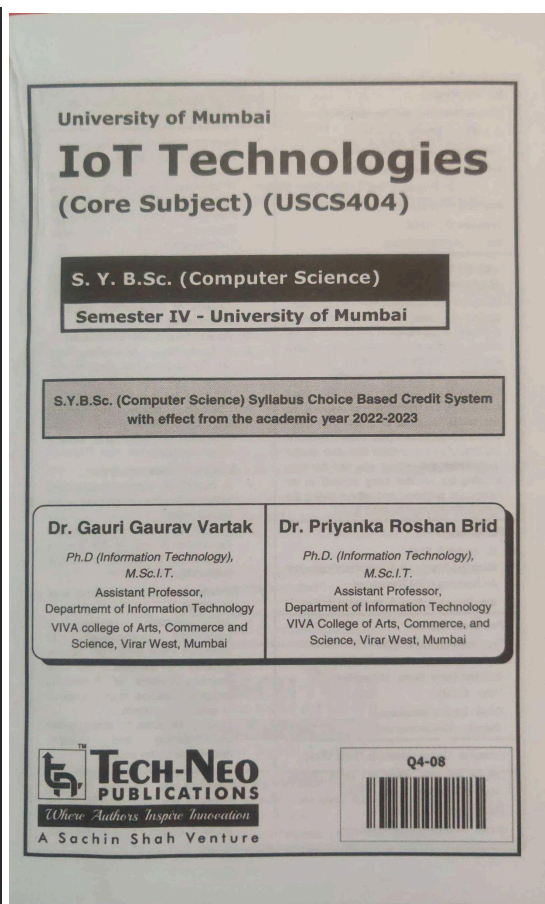 University of Mumbai
IoT Technologies
(Core Subject) (USCS404)
S. Y. B.Sc. (Computer Science)
Semester IV - University of Mumbai
S.Y.B.Sc. (Computer Science) Syllabus Choice Based Credit System
with effect from the academic year 2022-2023
Dr. Gauri Gaurav Vartak
Ph.D (Information Technology),
M.Sc.I.T.
Assistant Professor,
Departmemt of Information Technology
VIVA college of Arts, Commerce and
Science, Virar West, Mumbai
Dr. Priyanka Roshan Brid
Ph.D. (Information Technology),
M.Sc.I.T.
Assistant Professor,
Department of Information Technology
VIVA College of Arts, Commerce, and
Science, Virar West, Mumbai
TM
TECH-NEO
PUBLICATIONS
Where Authors Inspire Innovation
A Sachin Shah Venture
Q4-08